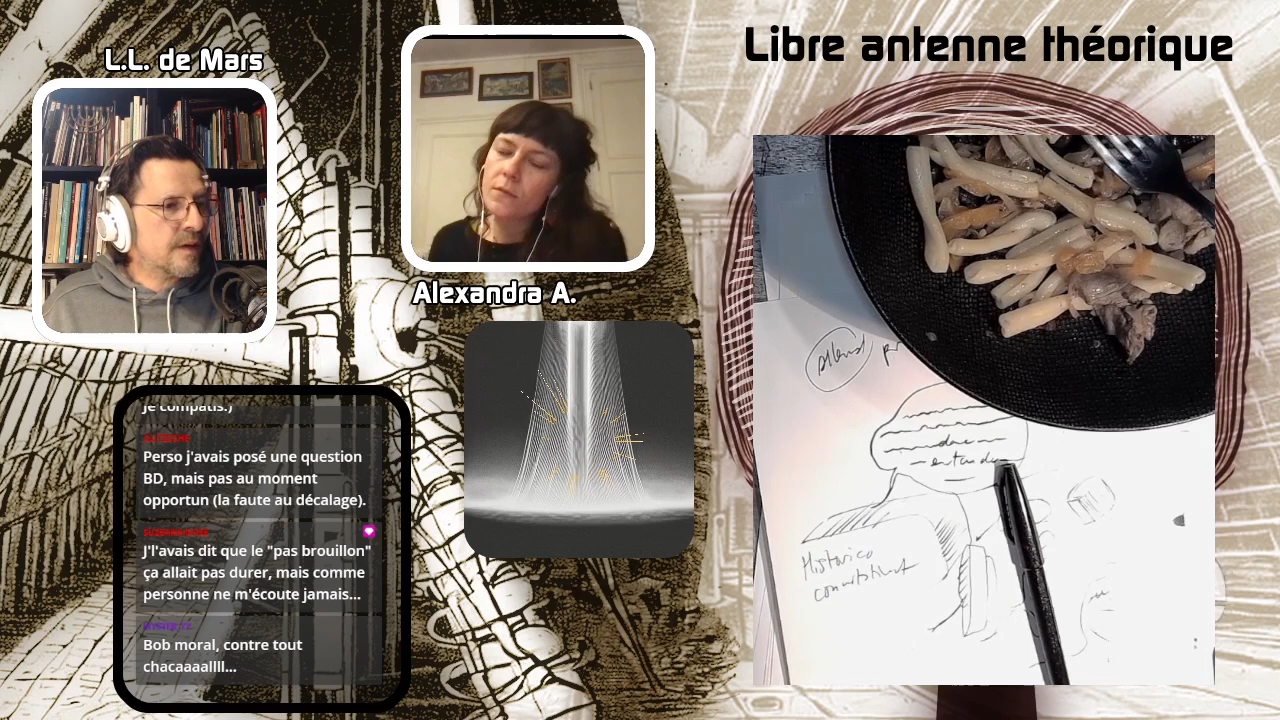 L.L. de Mars
Libre antenne théorique
Alexandra A.
je compatis.)
Perso j'avais posé une question
BD, mais pas au moment
opportun (la faute au décalage).
J'l'avais dit que le "pas brouillon"
ça allait pas durer, mais comme
personne ne m'écoute jamais...
Bob moral, contre tout
chacaaaallll...
Historico